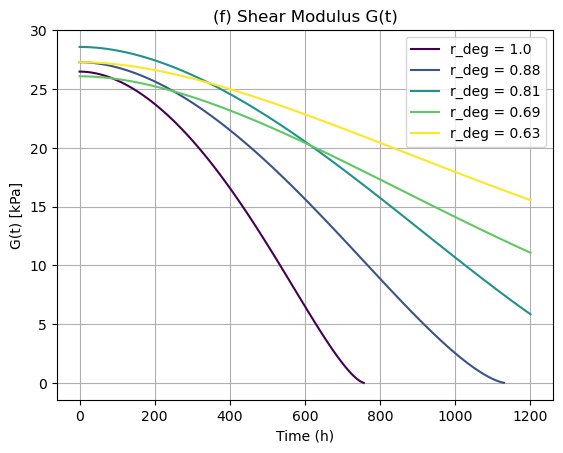 (f) Shear Modulus G(t)
G(t) [kPa]
30
25
20
15
10
5
0
r_deg = 1.0
r_deg = 0.88
r_deg = 0.81
r_deg = 0.69
r_deg = 0.63
0 200 400 600 800 1000 1200
Time (h)